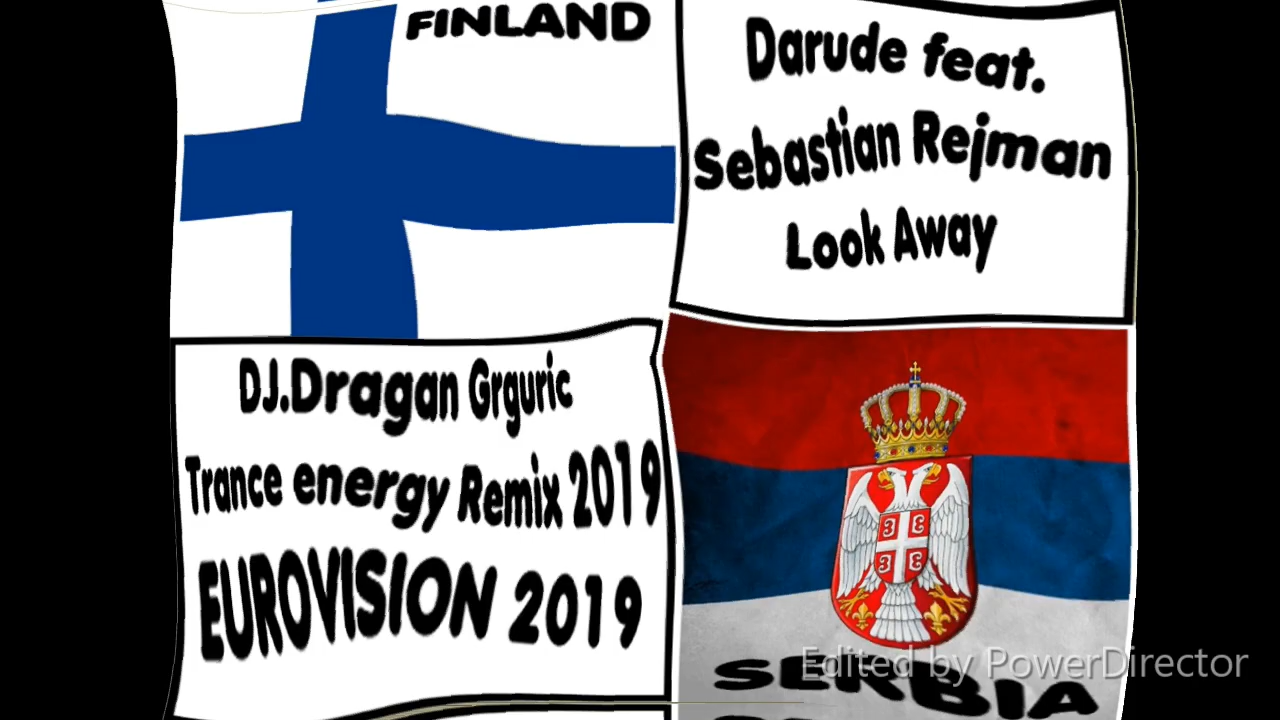 FINLAND
Darude feat.
Sebastian Rejman
Look Away
DJ.Dragan Grguric
Trance energy Remix 2019
EUROVISION 2019
SERBIA
Edited by PowerDirector